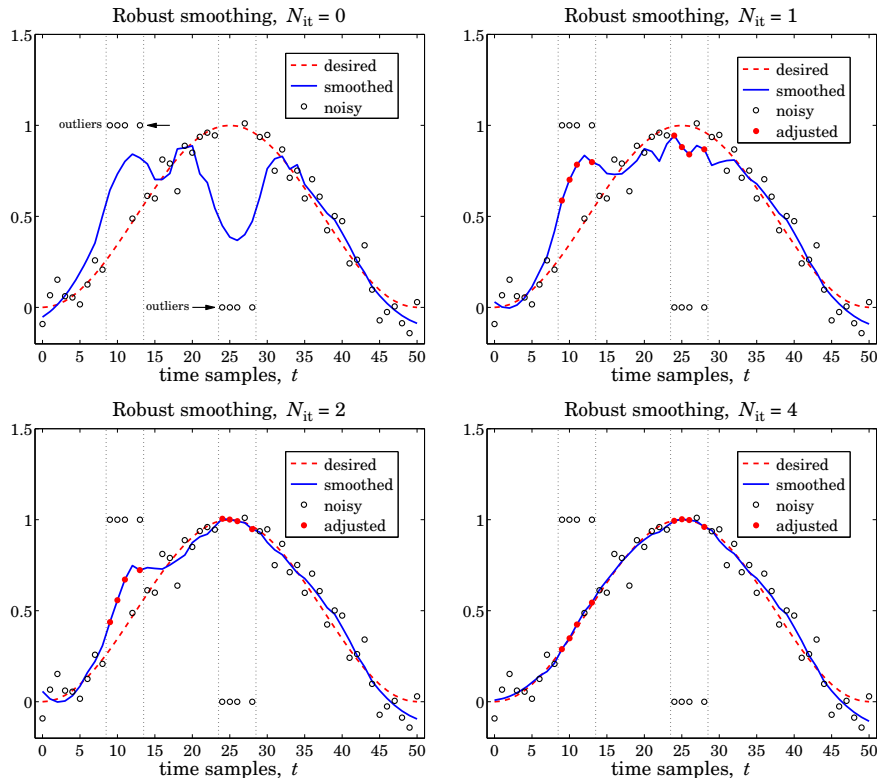 Robust smoothing, N_it = 0
1.5
1
0.5
0
0 5 10 15 20 25 30 35 40 45 50
time samples, t
desired
smoothed
noisy
outliers
outliers
Robust smoothing, N_it = 1
1.5
1
0.5
0
0 5 10 15 20 25 30 35 40 45 50
time samples, t
desired
smoothed
noisy
adjusted
Robust smoothing, N_it = 2
1.5
1
0.5
0
0 5 10 15 20 25 30 35 40 45 50
time samples, t
desired
smoothed
noisy
adjusted
Robust smoothing, N_it = 4
1.5
1
0.5
0
0 5 10 15 20 25 30 35 40 45 50
time samples, t
desired
smoothed
noisy
adjusted